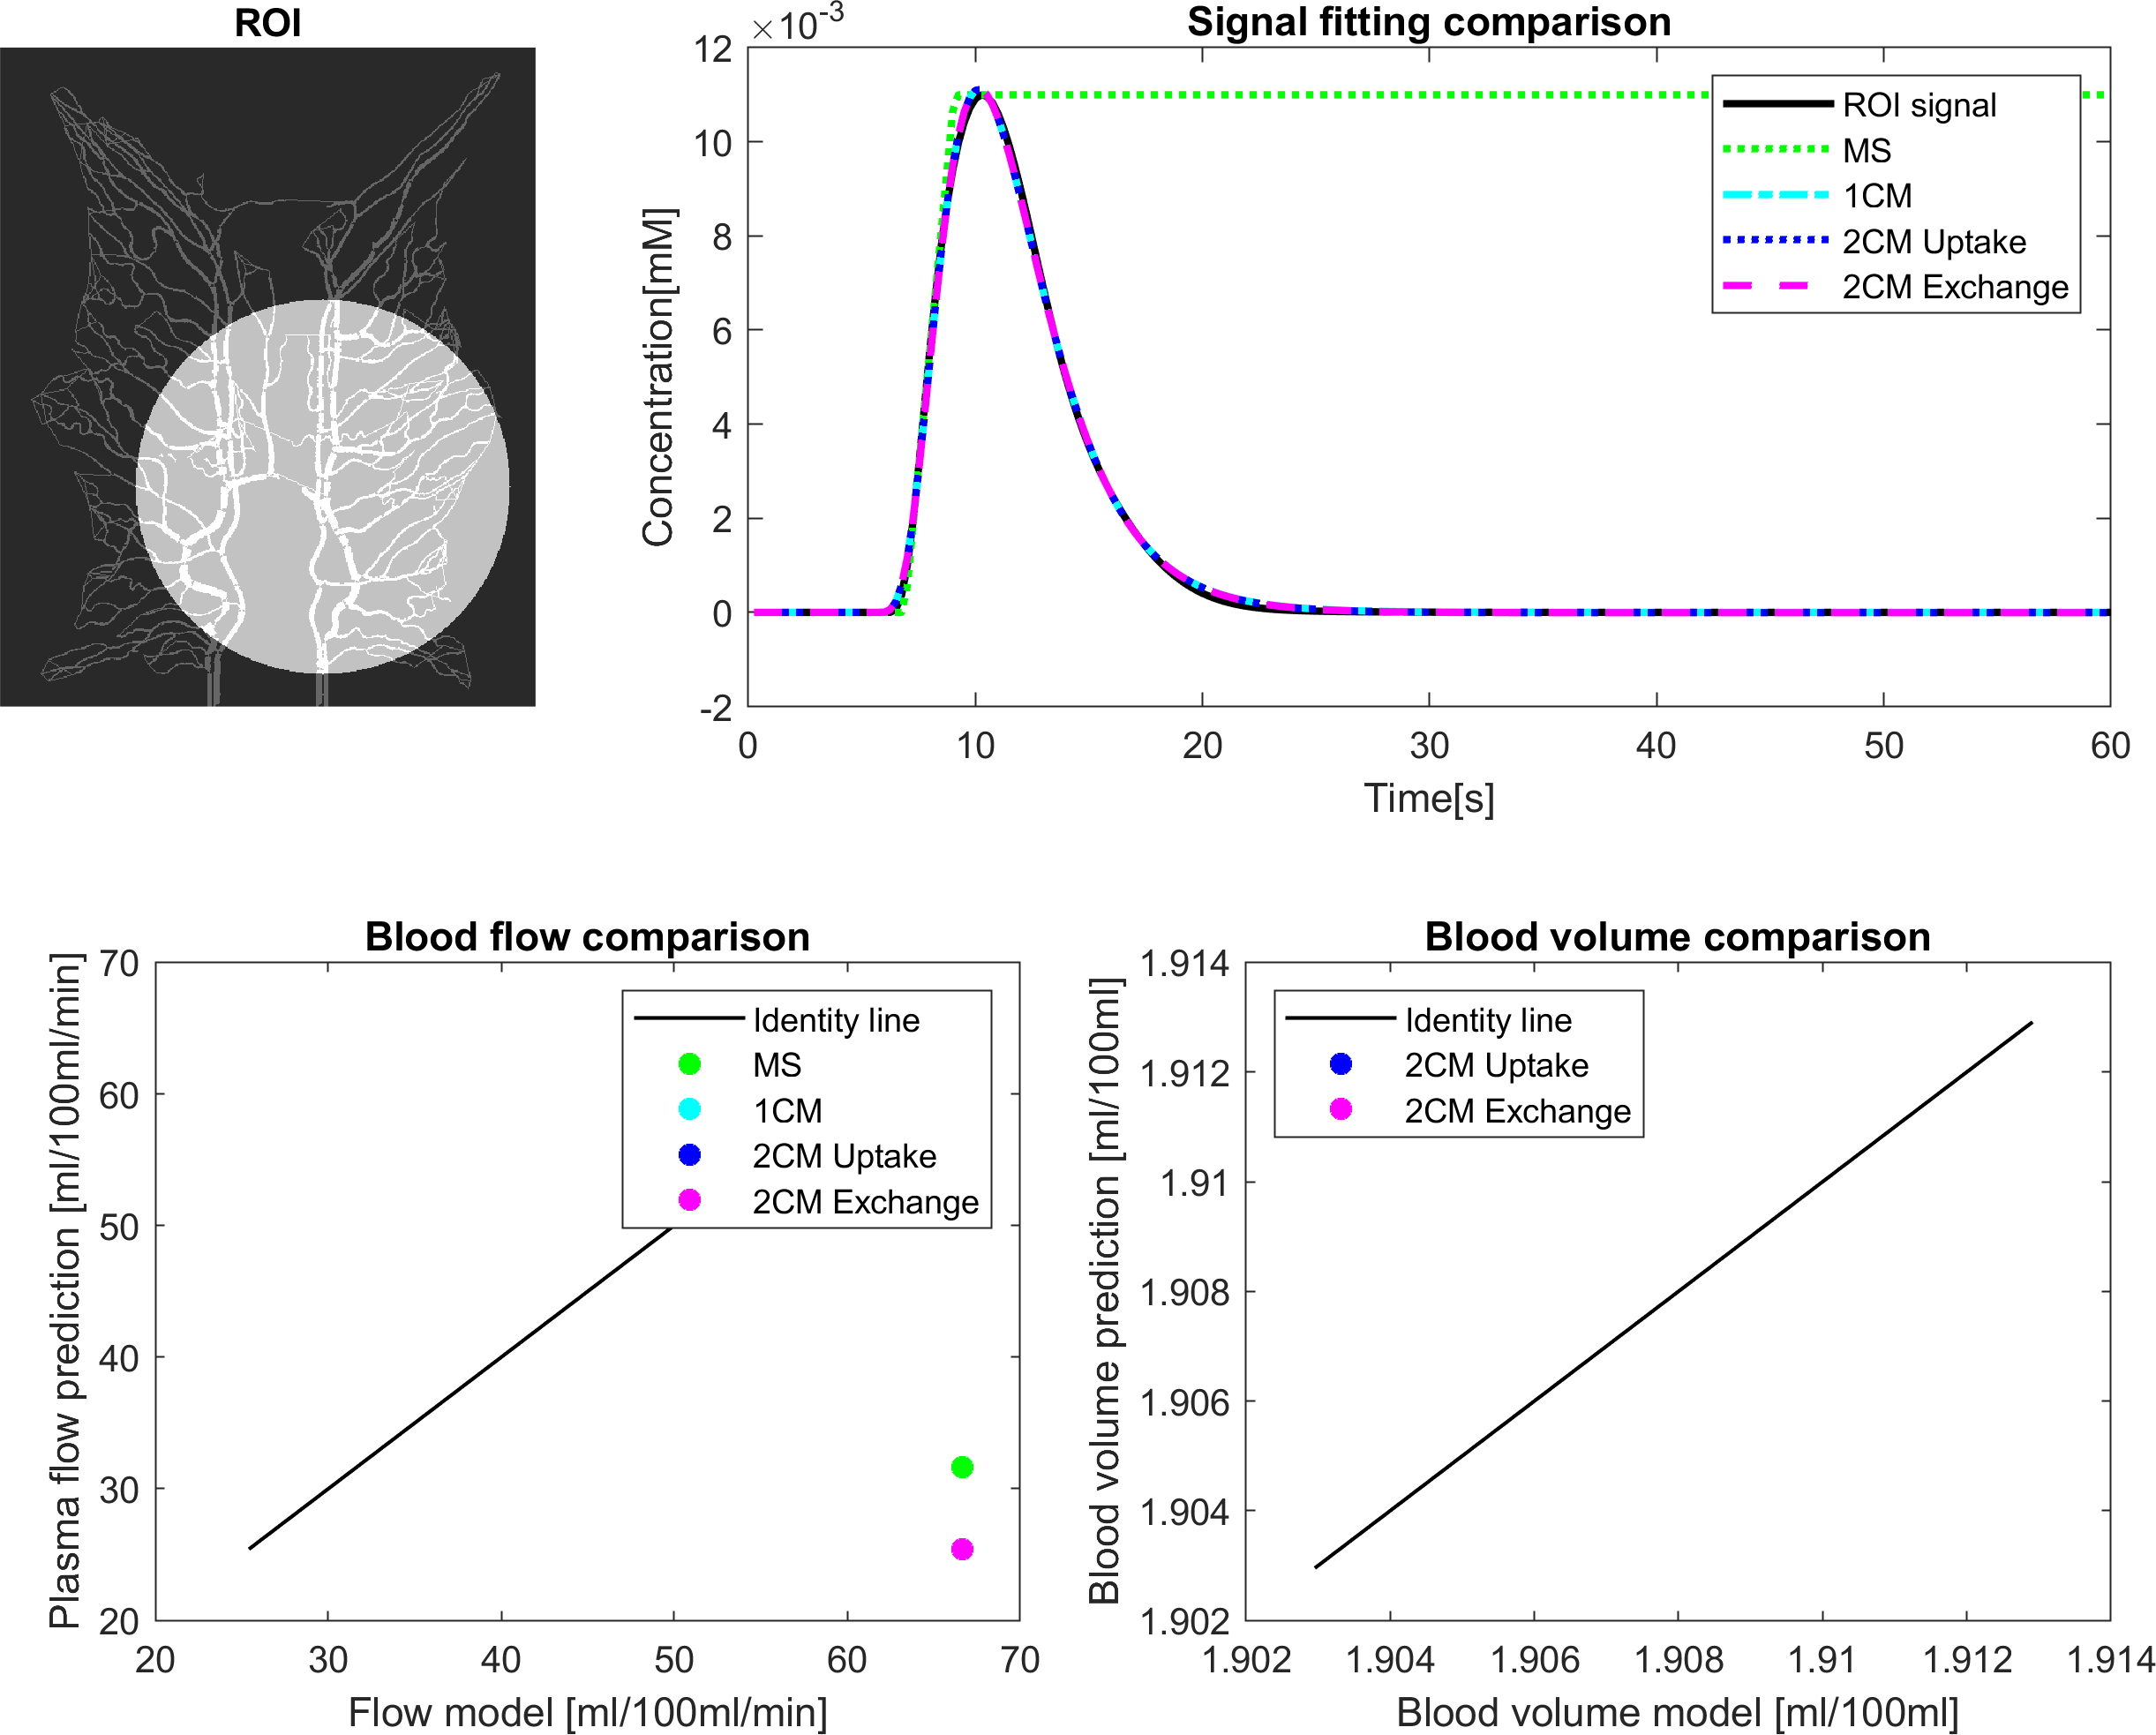 ROI
Signal fitting comparison
×10-3
12
10
8
6
4
2
0
-2
Concentration[mM]
0 10 20 30 40 50 60
Time[s]
ROI signal
MS
1CM
2CM Uptake
2CM Exchange
Blood flow comparison
70
60
50
40
30
20
Plasma flow prediction [ml/100ml/min]
20 30 40 50 60 70
Flow model [ml/100ml/min]
Identity line
MS
1CM
2CM Uptake
2CM Exchange
Blood volume comparison
1.914
1.912
1.91
1.908
1.906
1.904
1.902
Blood volume prediction [ml/100ml]
1.902 1.904 1.906 1.908 1.91 1.912 1.914
Blood volume model [ml/100ml]
Identity line
2CM Uptake
2CM Exchange